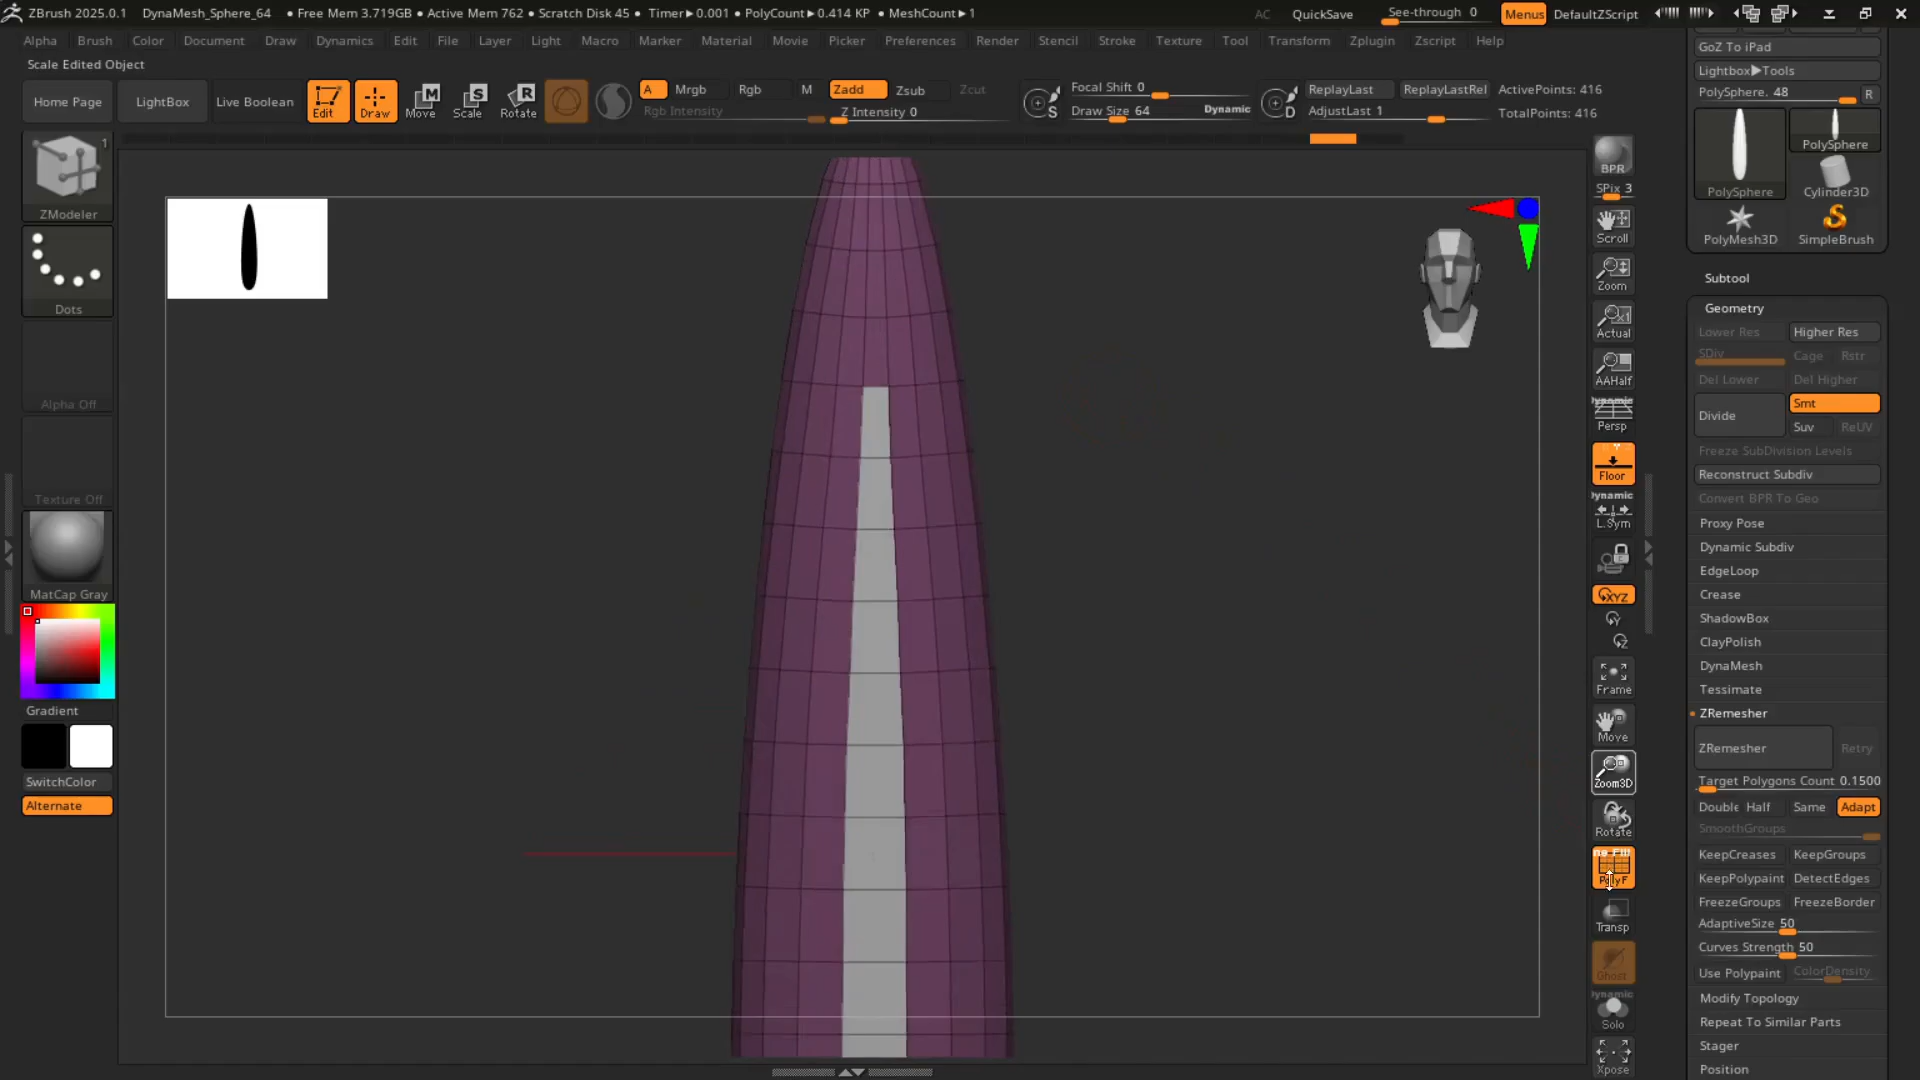 ZBrush 2025.0.1 DynaMesh_Sphere_64 • Free Mem 3.719GB • Active Mem 762 • Scratch Disk 45 • Timer▶0.001 • PolyCount▶0.414 KP • MeshCount▶1 AC QuickSave See-through 0 Menus DefaultZScript
Alpha Brush Color Document Draw Dynamics Edit File Layer Light Macro Marker Material Movie Picker Preferences Render Stencil Stroke Texture Tool Transform Zplugin Zscript Help
Scale Edited Object
Home Page LightBox Live Boolean Edit Draw Move Scale Rotate
A Mrgb Rgb M Zadd Zsub Zcut
Rgb Intensity Z Intensity 0
Focal Shift 0
Draw Size 64 Dynamic
ReplayLast ReplayLastRel ActivePoints: 416
AdjustLast 1 TotalPoints: 416
1
ZModeler
Dots
Alpha Off
Texture Off
MatCap Gray
Gradient
SwitchColor
Alternate
BPR
SPix 3
Scroll
Zoom
Actual
AAHalf
Dynamic
Persp
Floor
Dynamic
L.Sym
XYZ
Frame
Move
Zoom3D
Rotate
PolyF
Transp
Ghost
Dynamic
Solo
Xpose
GoZ To iPad
Lightbox▶Tools
PolySphere. 48 R
PolySphere
PolySphere Cylinder3D
PolyMesh3D SimpleBrush
Subtool
Geometry
Lower Res Higher Res
SDiv Cage Rstr
Del Lower Del Higher
Divide Smt
Suv ReUV
Freeze SubDivision Levels
Reconstruct Subdiv
Convert BPR To Geo
Proxy Pose
Dynamic Subdiv
EdgeLoop
Crease
ShadowBox
ClayPolish
DynaMesh
Tessimate
ZRemesher
ZRemesher Retry
Target Polygons Count 0.1500
Double Half Same Adapt
SmoothGroups
KeepCreases KeepGroups
KeepPolypaint DetectEdges
FreezeGroups FreezeBorder
AdaptiveSize 50
Curves Strength 50
Use Polypaint ColorDensity
Modify Topology
Repeat To Similar Parts
Stager
Position